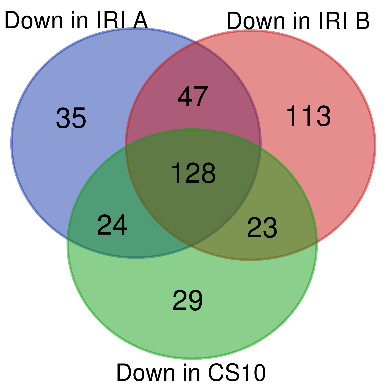 Down in IRI A
Down in IRI B
47
35
113
128
24
23
29
Down in CS10